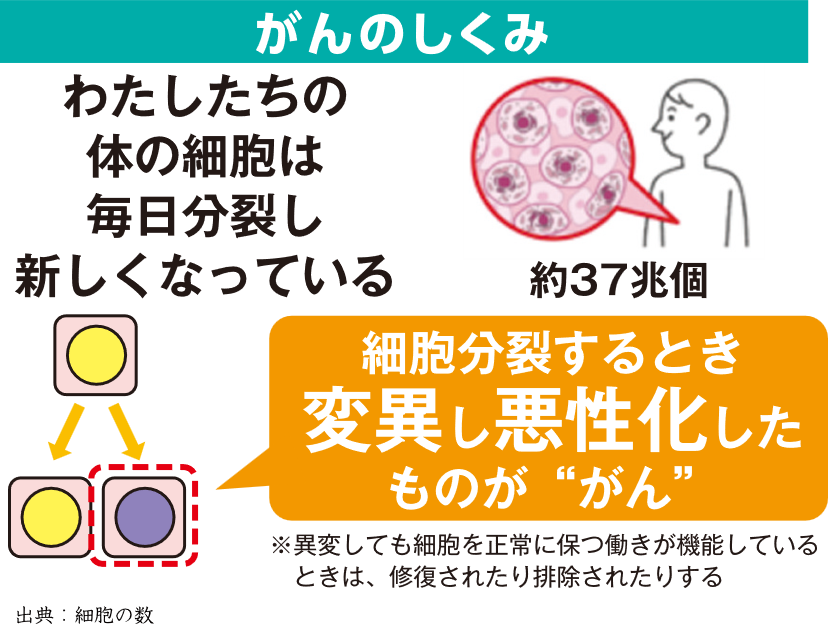 がんのしくみ
わたしたちの
体の細胞は
毎日分裂し
新しくなっている
約37兆個
細胞分裂するとき
変異し悪性化した
ものが“がん”
※異変しても細胞を正常に保つ働きが機能している
ときは、修復されたり排除されたりする
出典：細胞の数